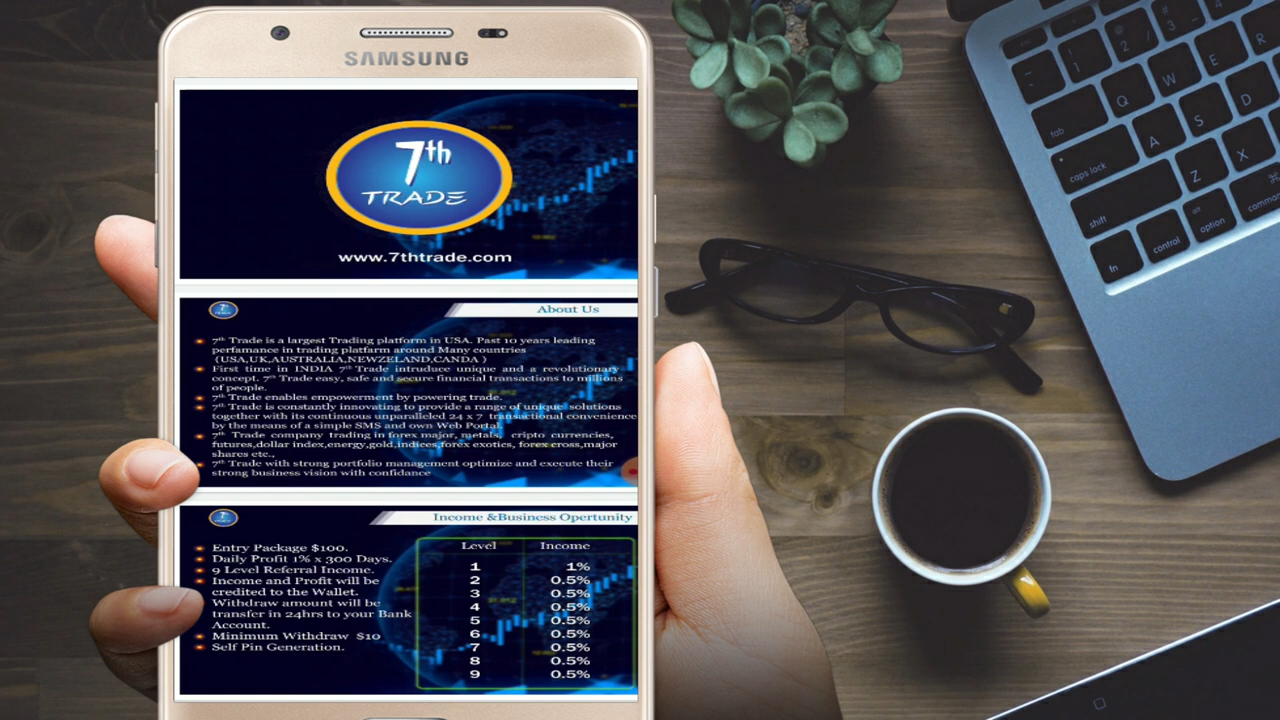 SAMSUNG
7th
TRADE
www.7thtrade.com
About Us
7th Trade is a largest Trading platform in USA. Past 10 years leading
perfamance in trading platfarm around Many countries
(USA,UK,AUSTRALIA,NEWZELAND,CANDA )
First time in INDIA 7th Trade intruduce unique and a revolutionary
concept. 7th Trade easy, safe and secure financial transactions to millions
of people.
7th Trade enables empowerment by powering trade.
7th Trade is constantly innovating to provide a range of unique solutions
together with its continuous unparalleled 24 x 7 transactional convenience
by the means of a simple SMS and own Web Portal.
7th Trade company trading in forex major, metals, cripto currencies,
futures,dollar index,energy,gold,indices,forex exotics, forex cross,major
shares etc.,
7th Trade with strong portfolio management optimize and execute their
strong business vision with confidance
Income &Business Opertunity
Entry Package $100.
Daily Profit 1% x 300 Days.
9 Level Referral Income.
Income and Profit will be
credited to the Wallet.
Withdraw amount will be
transfer in 24hrs to your Bank
Account.
Minimum Withdraw $10
Self Pin Generation.
Level Income
1 1%
2 0.5%
3 0.5%
4 0.5%
5 0.5%
6 0.5%
7 0.5%
8 0.5%
9 0.5%
tab
caps lock
shift
fn
control
alt
option
Q
W
E
R
A
S
D
Z
X